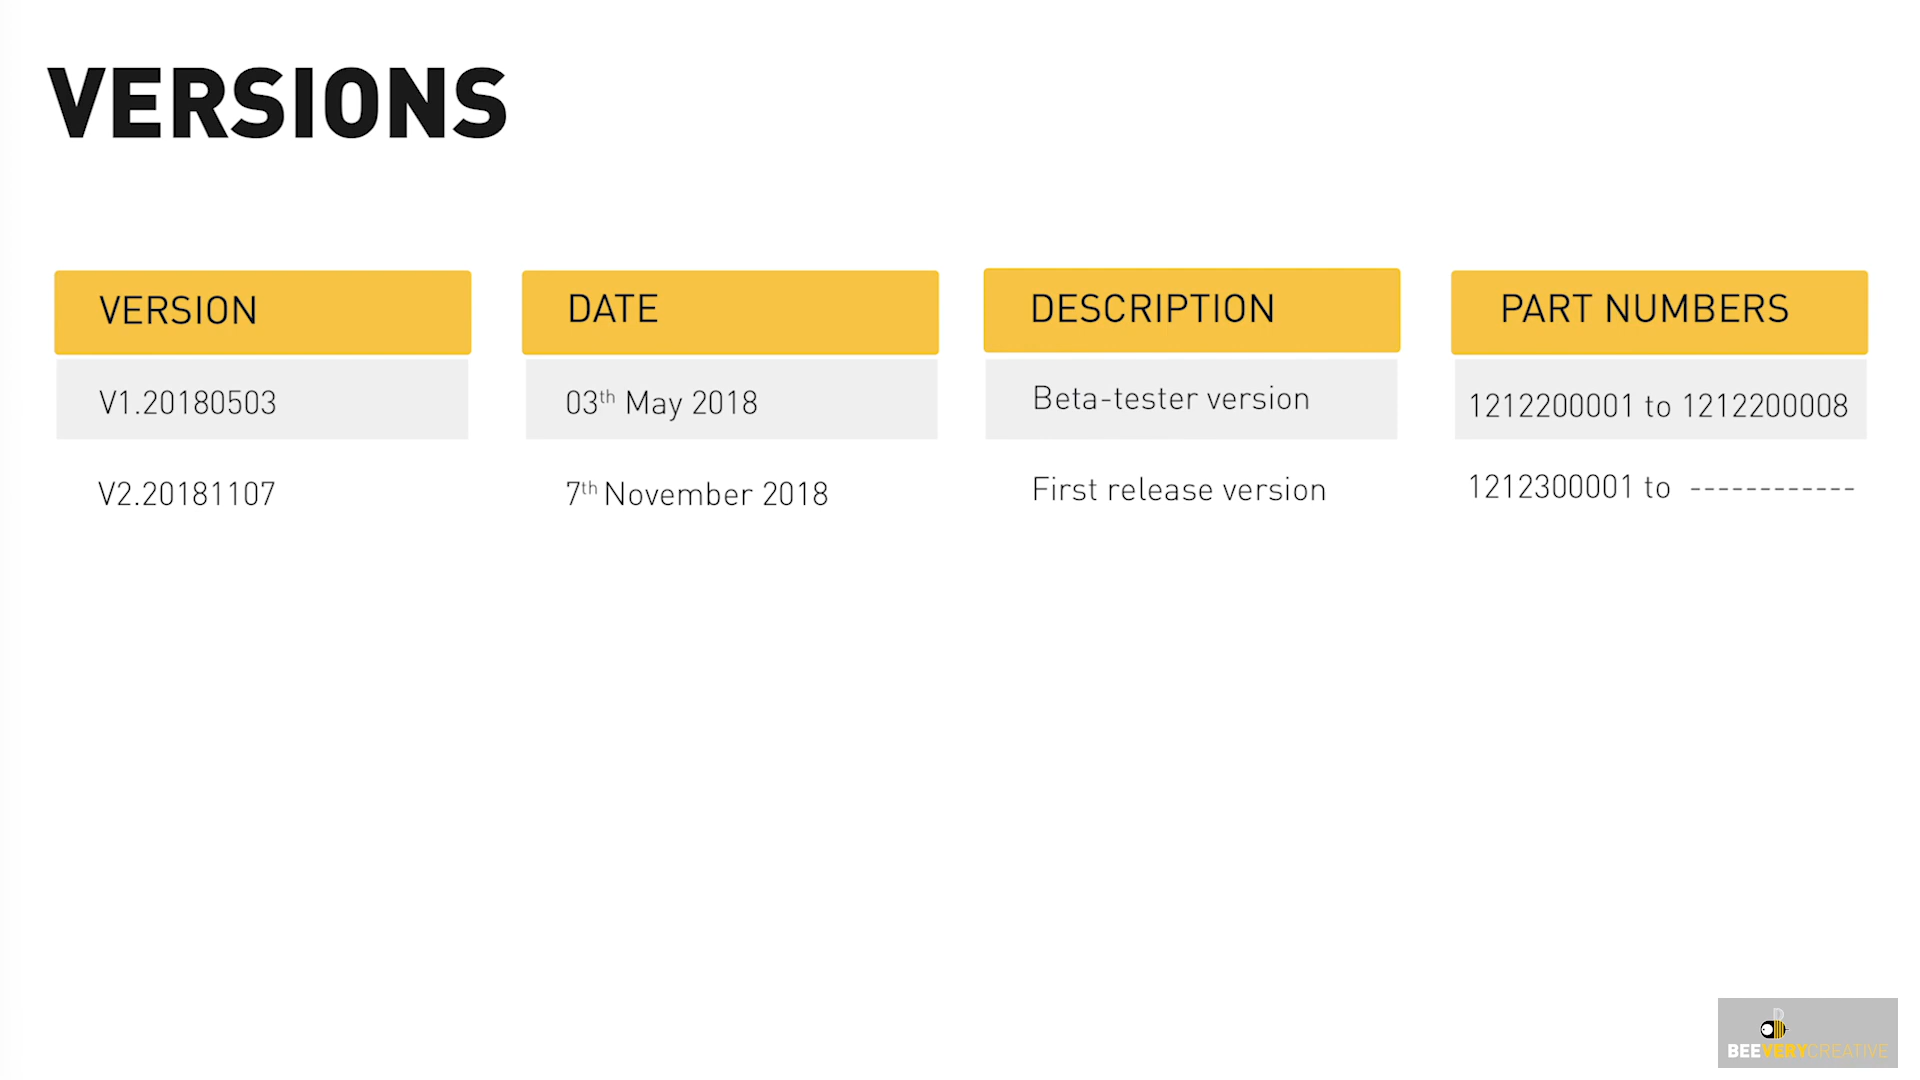 VERSIONS
VERSION DATE DESCRIPTION PART NUMBERS
V1.20180503 03th May 2018 Beta-tester version 1212200001 to 1212200008
V2.20181107 7th November 2018 First release version 1212300001 to ------------
BEEVERYCREATIVE